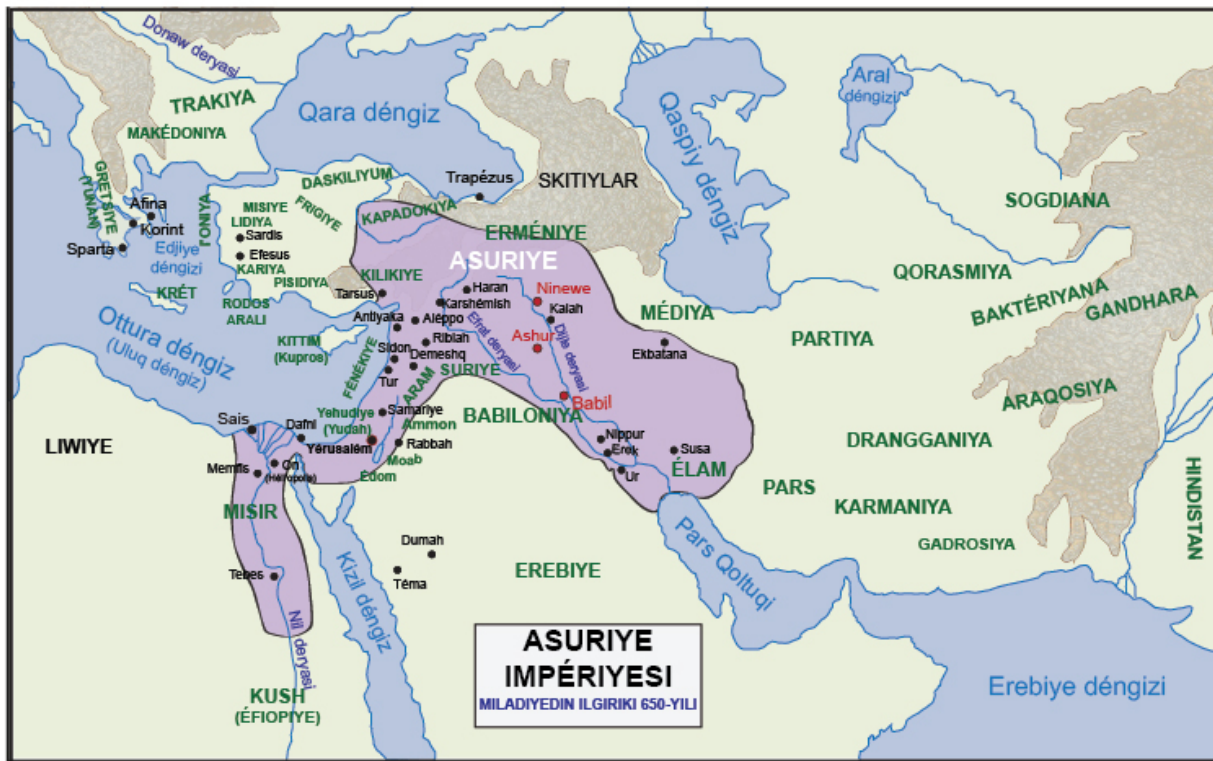 Donaw deryasi
TRAKIYA
MAKÉDONIYA
Qara déngiz
Qaspiy déngiz
Aral
déngizi
GRETSIYE
(YUNAN)
Afina
Korint
Sparta
Edjiye
déngizi
KRÉT
I'ONIYA
MISIYE
LIDIYA
Sardis
Efesus
KARIYA
PISIDIYA
RODOS
ARALI
DASKILIYUM
FRIGIYE
KAPADOKIYA
Trapézus
SKITIYLAR
ERMÉNIYE
ASURIYE
KILIKIYE
Tarsus
Haran
Karshémish
Ninewe
Kalah
Ashur
Antiyaka
Aléppo
Riblah
Efrat deryasi
Dijle deryasi
MÉDIYA
Ekbatana
SOGDIANA
QORASMIYA
BAKTÉRIYANA
GANDHARA
PARTIYA
ARAQOSIYA
DRANGGANIYA
PARS
KARMANIYA
GADROSIYA
HINDISTAN
Ottura déngiz
(Uluq déngiz)
KITTIM
(Kupros)
FÉNÉKIYE
Sidon
Demeshq
Tur
ARAM
SURIYE
BABILONIYA
Babil
Nippur
Erek
Ur
Susa
ÉLAM
Yehudiye
(Yudah)
Samariye
Ammon
Yérusalém
Rabbah
Moab
Édom
LIWIYE
Sais
Dafni
Memfis
On
(Hélropolis)
MISIR
Tebes
Nil deryasi
KUSH
(ÉFIOPIYE)
Kizil déngiz
Dumah
Téma
EREBIYE
Pars Qoltuqi
Erebiye déngizi
ASURIYE
IMPÉRIYESI
MILADIYEDIN ILGIRIKI 650-YILI